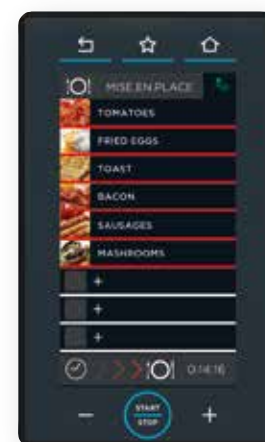 MISE EN PLACE
TOMATOES
FRIED EGGS
TOAST
BACON
SAUSAGES
MASHROOMS
+
+
+
0:14:16
−
START
STOP
+